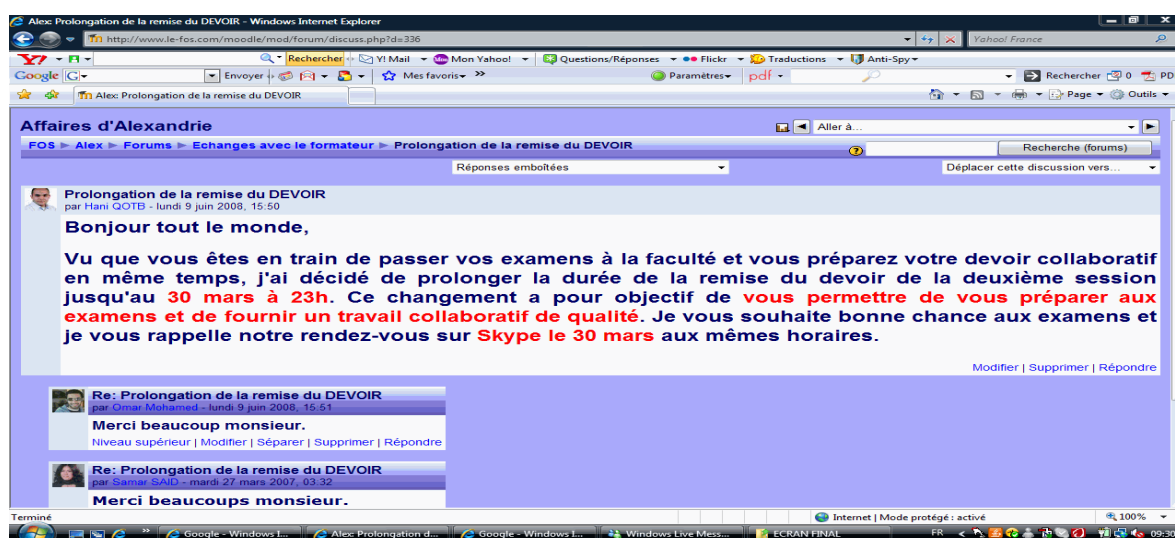 Alex: Prolongation de la remise du DEVOIR - Windows Internet Explorer
http://www.le-fos.com/moodle/mod/forum/discuss.php?d=336
Yahoo! France
Rechercher Y! Mail Mon Yahoo! Questions/Réponses Flickr Traductions Anti-Spy
Google Envoyer Mes favoris Paramètres pdf Rechercher 0 PD
Alex: Prolongation de la remise du DEVOIR Page Outils
Affaires d'Alexandrie Aller à...
FOS ► Alex ► Forums ► Echanges avec le formateur ► Prolongation de la remise du DEVOIR Recherche (forums)
Réponses emboîtées Déplacer cette discussion vers...
Prolongation de la remise du DEVOIR
par Hani QOTB - lundi 9 juin 2008, 15:50
Bonjour tout le monde,
Vu que vous êtes en train de passer vos examens à la faculté et vous préparez votre devoir collaboratif
en même temps, j'ai décidé de prolonger la durée de la remise du devoir de la deuxième session
jusqu'au 30 mars à 23h. Ce changement a pour objectif de vous permettre de vous préparer aux
examens et de fournir un travail collaboratif de qualité. Je vous souhaite bonne chance aux examens et
je vous rappelle notre rendez-vous sur Skype le 30 mars aux mêmes horaires.
Modifier | Supprimer | Répondre
Re: Prolongation de la remise du DEVOIR
par Omar Mohamed - lundi 9 juin 2008, 15:51
Merci beaucoup monsieur.
Niveau supérieur | Modifier | Séparer | Supprimer | Répondre
Re: Prolongation de la remise du DEVOIR
par Samar SAID - mardi 27 mars 2007, 03:32
Merci beaucoups monsieur.
Terminé Internet | Mode protégé : activé 100%
Google - Windows I... Alex: Prolongation d... Google - Windows I... Windows Live Mess... ECRAN FINAL FR 09:30